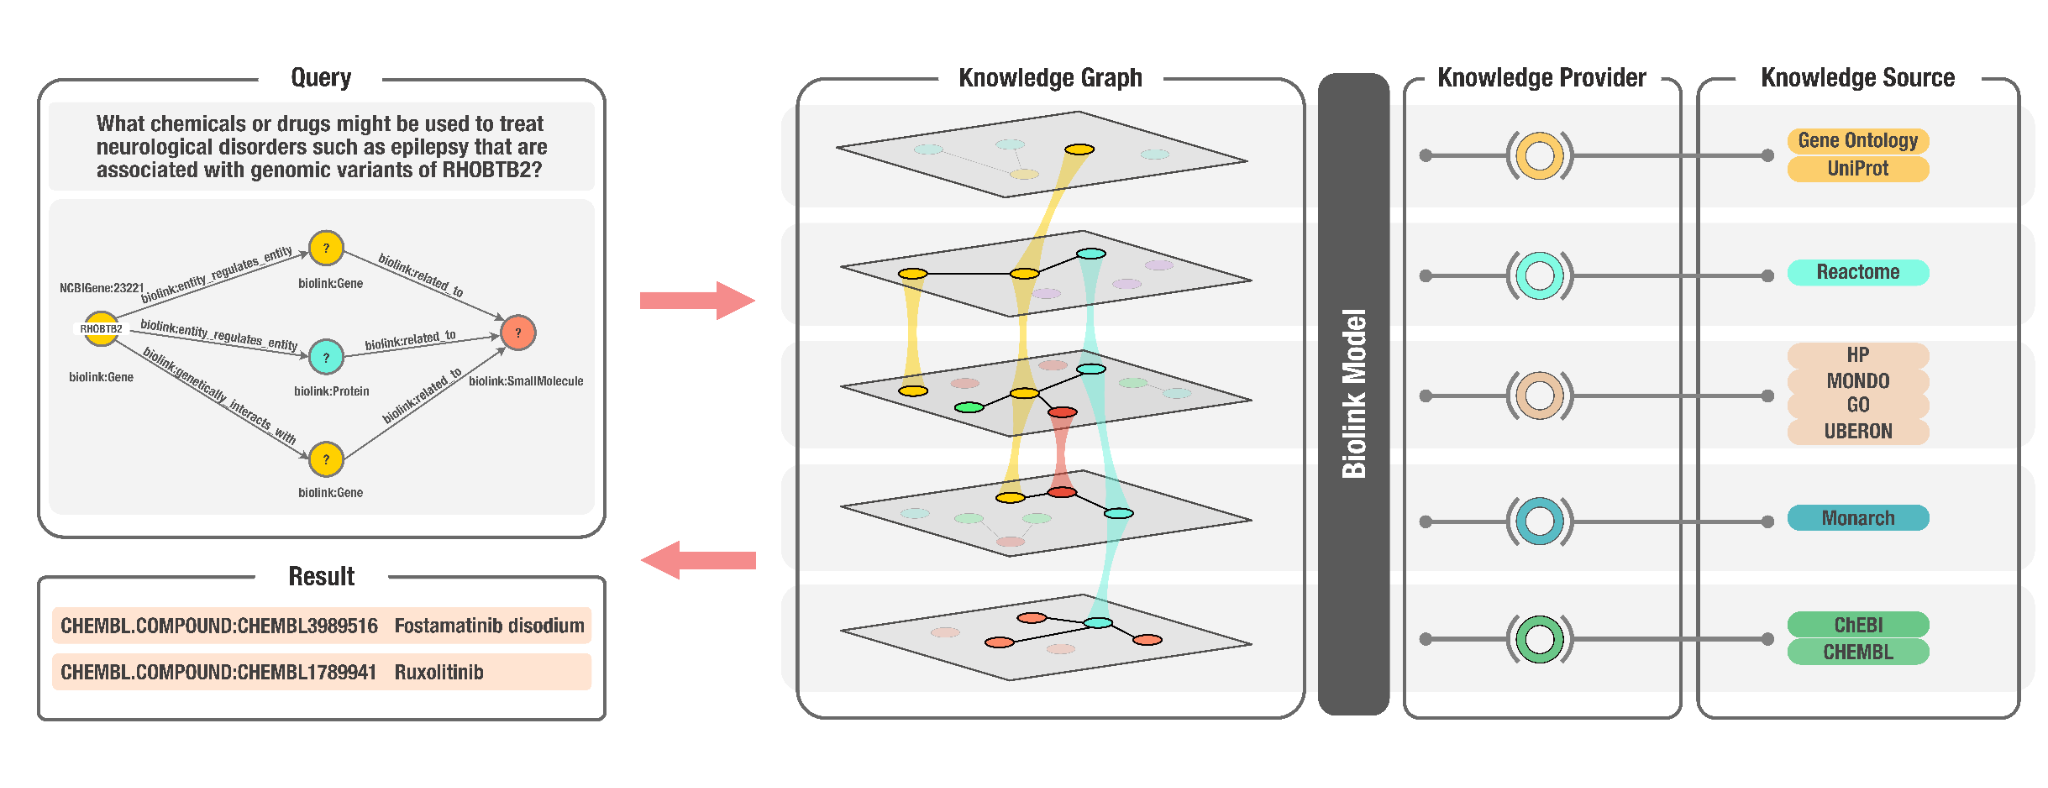 Query
What chemicals or drugs might be used to treat
neurological disorders such as epilepsy that are
associated with genomic variants of RHOBTB2?
NCBIGene:23221
RHOBTB2
biolink:Gene
biolink:entity_regulates_entity
?
biolink:Gene
biolink:related_to
biolink:entity_regulates_entity
?
biolink:Protein
biolink:related_to
biolink:genetically_interacts_with
?
biolink:Gene
biolink:related_to
?
biolink:SmallMolecule
Result
CHEMBL.COMPOUND:CHEMBL3989516 Fostamatinib disodium
CHEMBL.COMPOUND:CHEMBL1789941 Ruxolitinib
Knowledge Graph
Biolink Model
Knowledge Provider
Knowledge Source
Gene Ontology
UniProt
Reactome
HP
MONDO
GO
UBERON
Monarch
ChEBI
CHEMBL